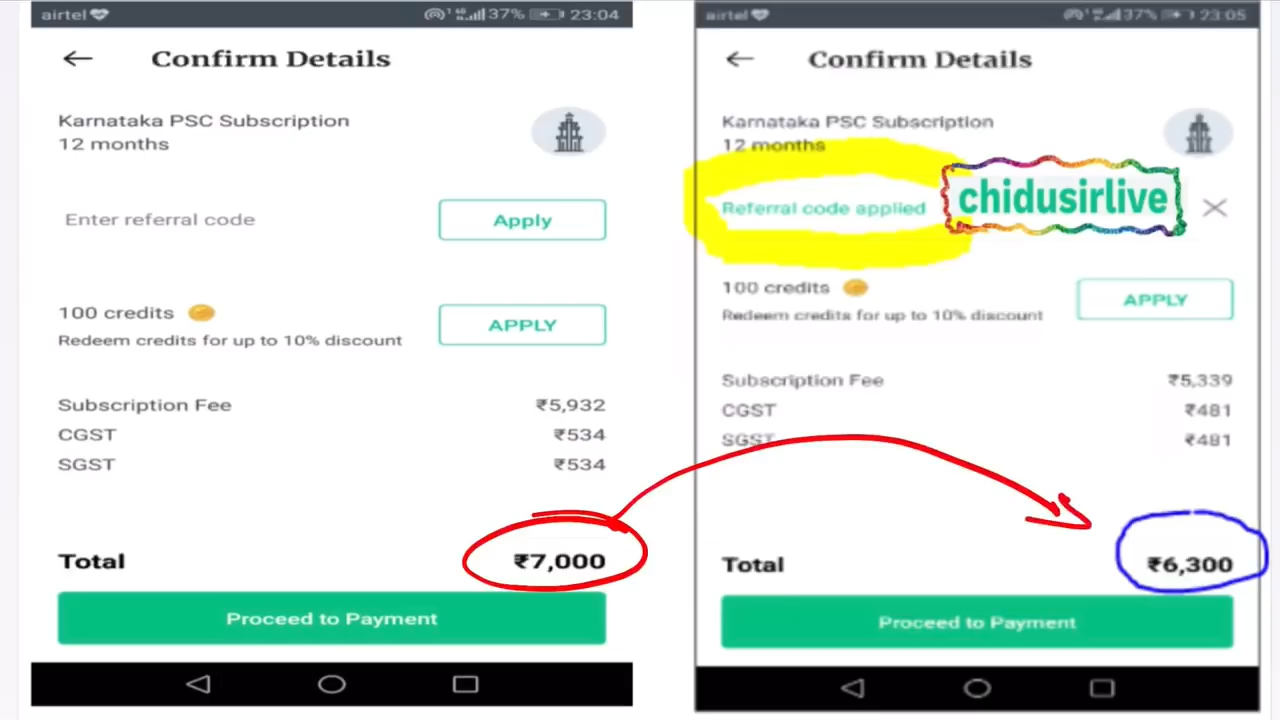 airtel 37% 23:04
Confirm Details
Karnataka PSC Subscription
12 months
Enter referral code Apply
100 credits APPLY
Redeem credits for up to 10% discount
Subscription Fee ₹5,932
CGST ₹534
SGST ₹534
Total ₹7,000
Proceed to Payment
airtel 37% 23:05
Confirm Details
Karnataka PSC Subscription
12 months
Referral code applied chidusirlive
100 credits APPLY
Redeem credits for up to 10% discount
Subscription Fee ₹5,339
CGST ₹481
SGST ₹481
Total ₹6,300
Proceed to Payment